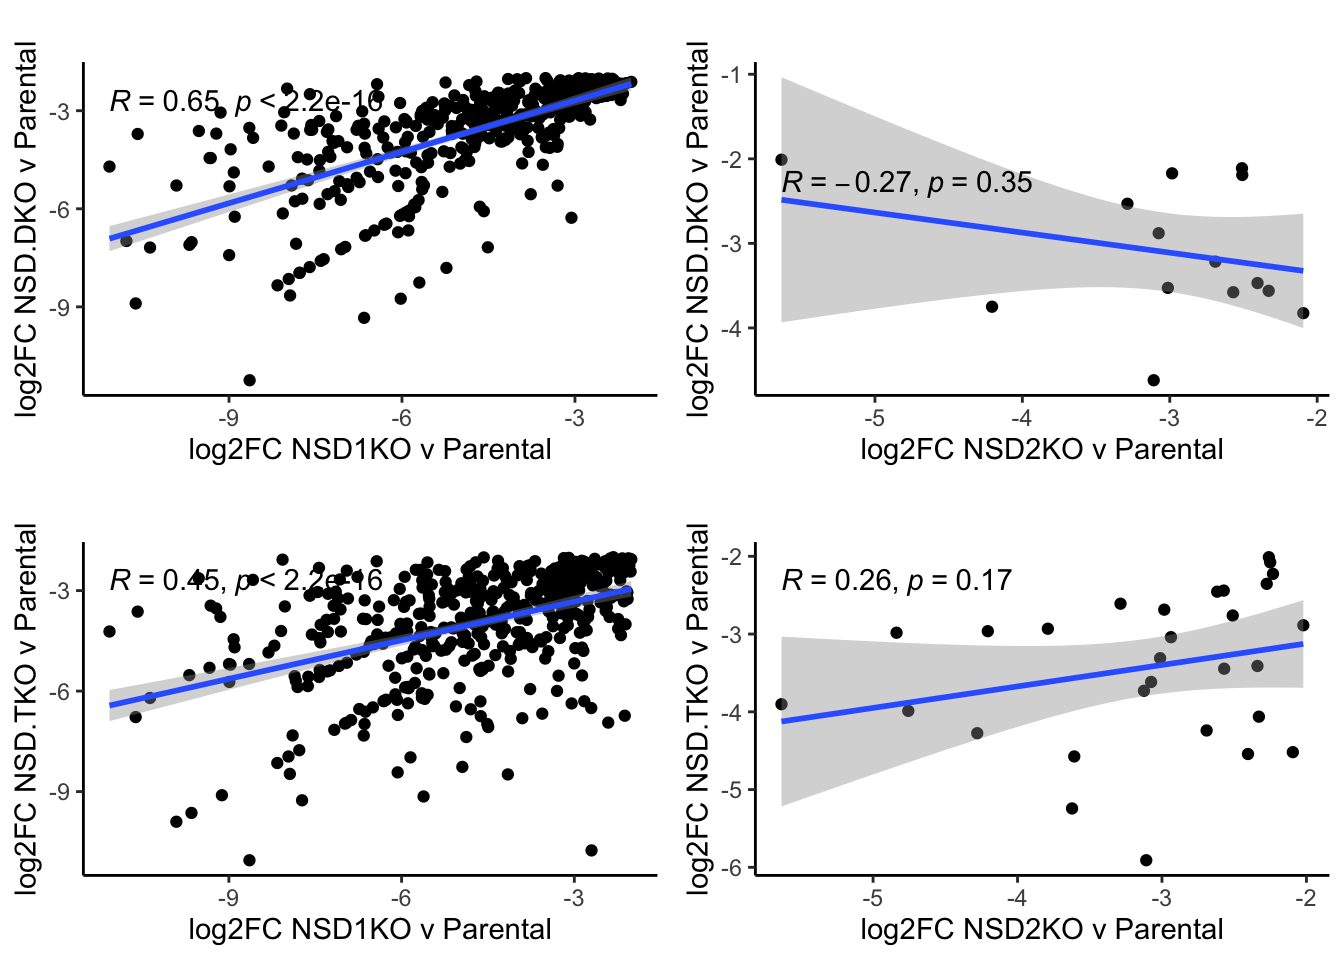 log2FC NSD.DKO v Parental
R = 0.65, p < 2.2e-16
-3
-6
-9
-9 -6 -3
log2FC NSD1KO v Parental
log2FC NSD.DKO v Parental
R = −0.27, p = 0.35
-1
-2
-3
-4
-5 -4 -3 -2
log2FC NSD2KO v Parental
log2FC NSD.TKO v Parental
R = 0.45, p < 2.2e-16
-3
-6
-9
-9 -6 -3
log2FC NSD1KO v Parental
log2FC NSD.TKO v Parental
R = 0.26, p = 0.17
-2
-3
-4
-5
-6
-5 -4 -3 -2
log2FC NSD2KO v Parental